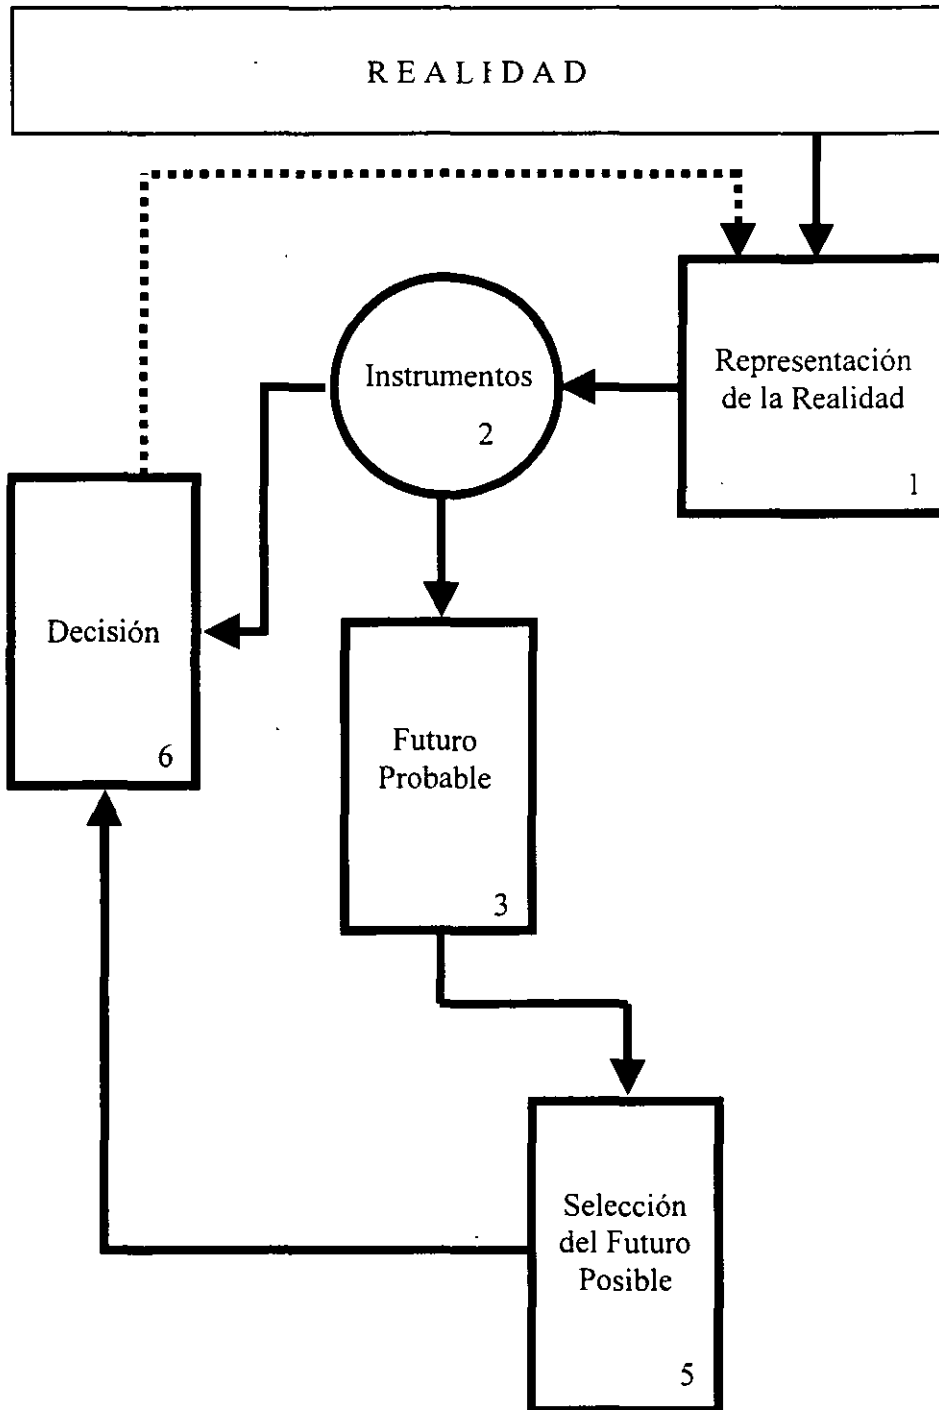 REALIDAD
Representación
de la Realidad
1
Instrumentos
2
Decisión
6
Futuro
Probable
3
Selección
del Futuro
Posible
5